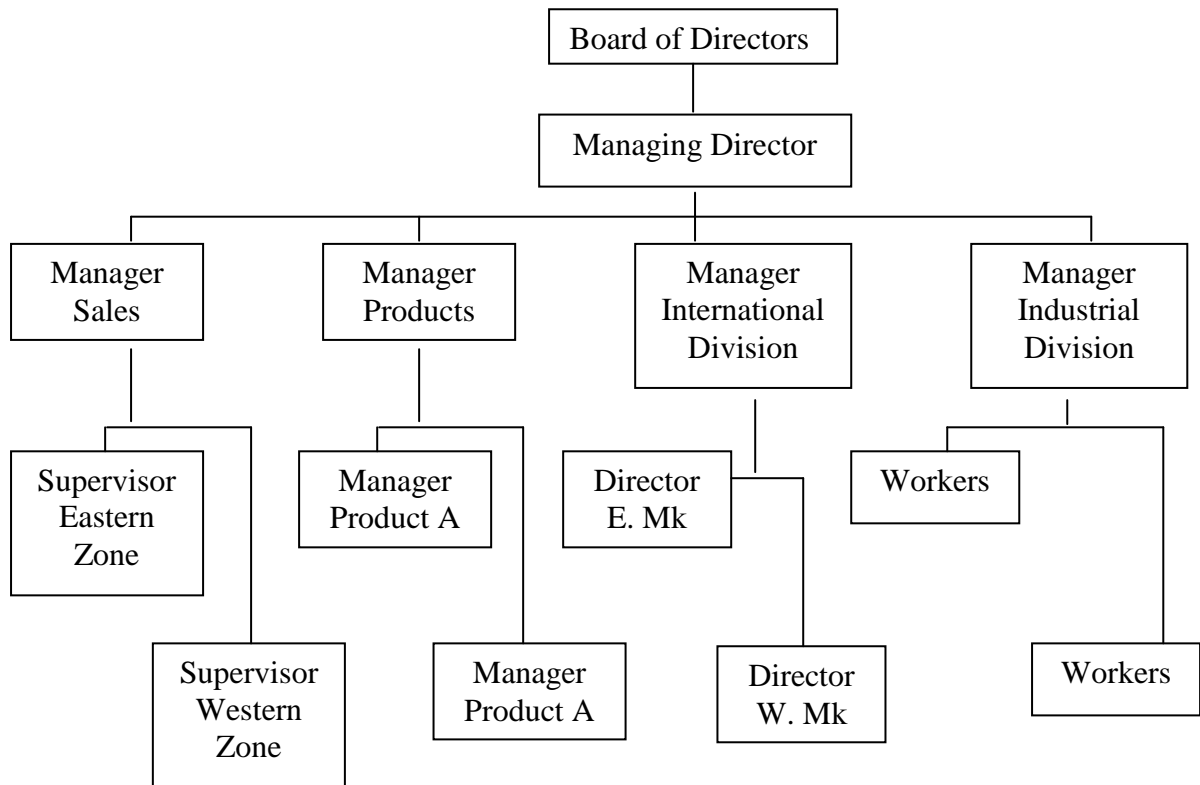 Board of Directors
Managing Director
Manager
Sales
Manager
Products
Manager
International
Division
Manager
Industrial
Division
Supervisor
Eastern
Zone
Manager
Product A
Director
E. Mk
Workers
Supervisor
Western
Zone
Manager
Product A
Director
W. Mk
Workers